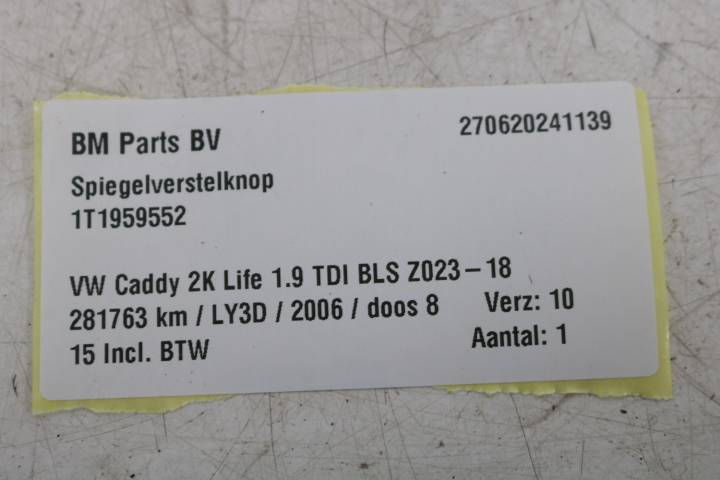 BM Parts BV 270620241139
Spiegelverstelknop
1T1959552
VW Caddy 2K Life 1.9 TDI BLS Z023-18
281763 km / LY3D / 2006 / doos 8 Verz: 10
15 Incl. BTW Aantal: 1